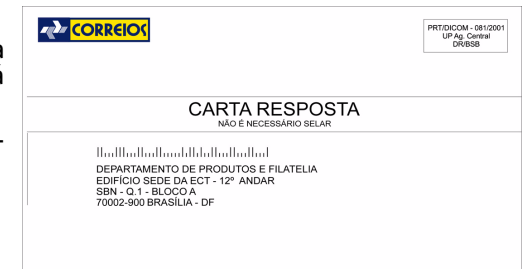 CORREIOS
PRT/DICOM - 081/2001
UP Ag. Central
DR/BSB
CARTA RESPOSTA
NÃO É NECESSÁRIO SELAR
DEPARTAMENTO DE PRODUTOS E FILATELIA
EDIFÍCIO SEDE DA ECT - 12º ANDAR
SBN - Q.1 - BLOCO A
70002-900 BRASÍLIA - DF